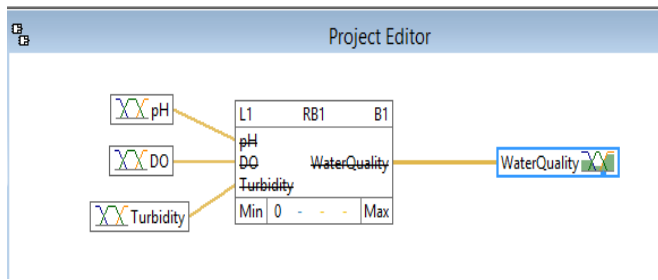 Project Editor
pH
DO
Turbidity
L1 RB1 B1
pH
DO WaterQuality
Turbidity
Min 0 - - - Max
WaterQuality